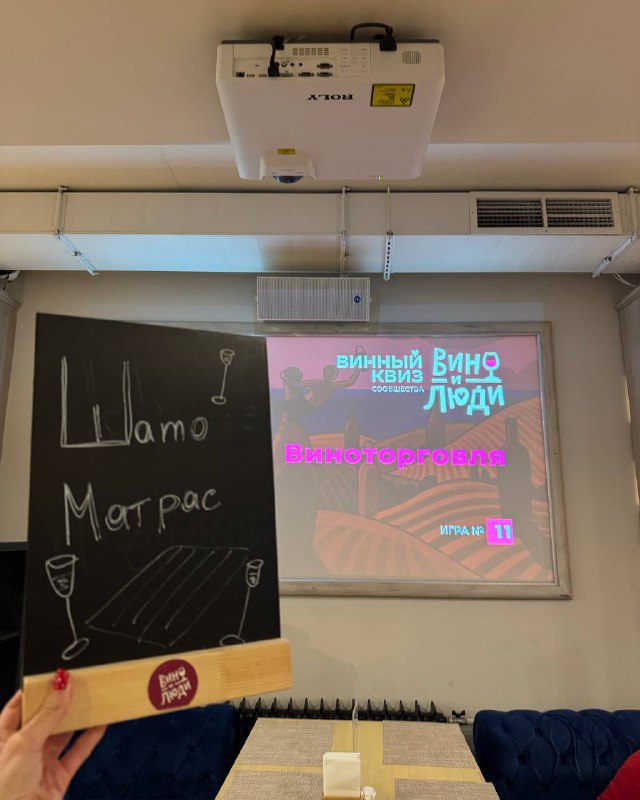 ROLY
ВИННЫЙ
КВИЗ
СООБЩЕСТВА
ВИНО
И
ЛЮДИ
Виноторговля
ИГРА № 11
Шато
Матрас
ВИНО
И
ЛЮДИ